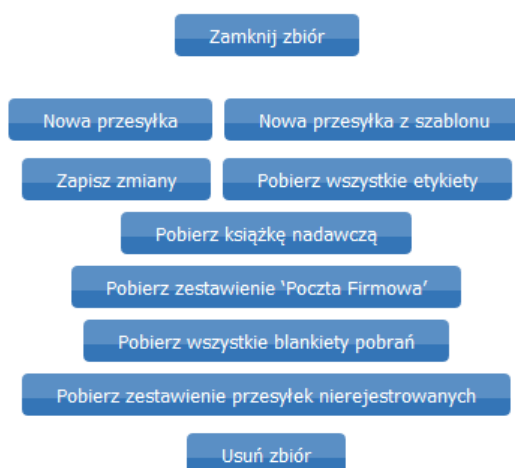 Zamknij zbiór
Nowa przesyłka Nowa przesyłka z szablonu
Zapisz zmiany Pobierz wszystkie etykiety
Pobierz książkę nadawczą
Pobierz zestawienie ‘Poczta Firmowa’
Pobierz wszystkie blankiety pobrań
Pobierz zestawienie przesyłek nierejestrowanych
Usuń zbiór